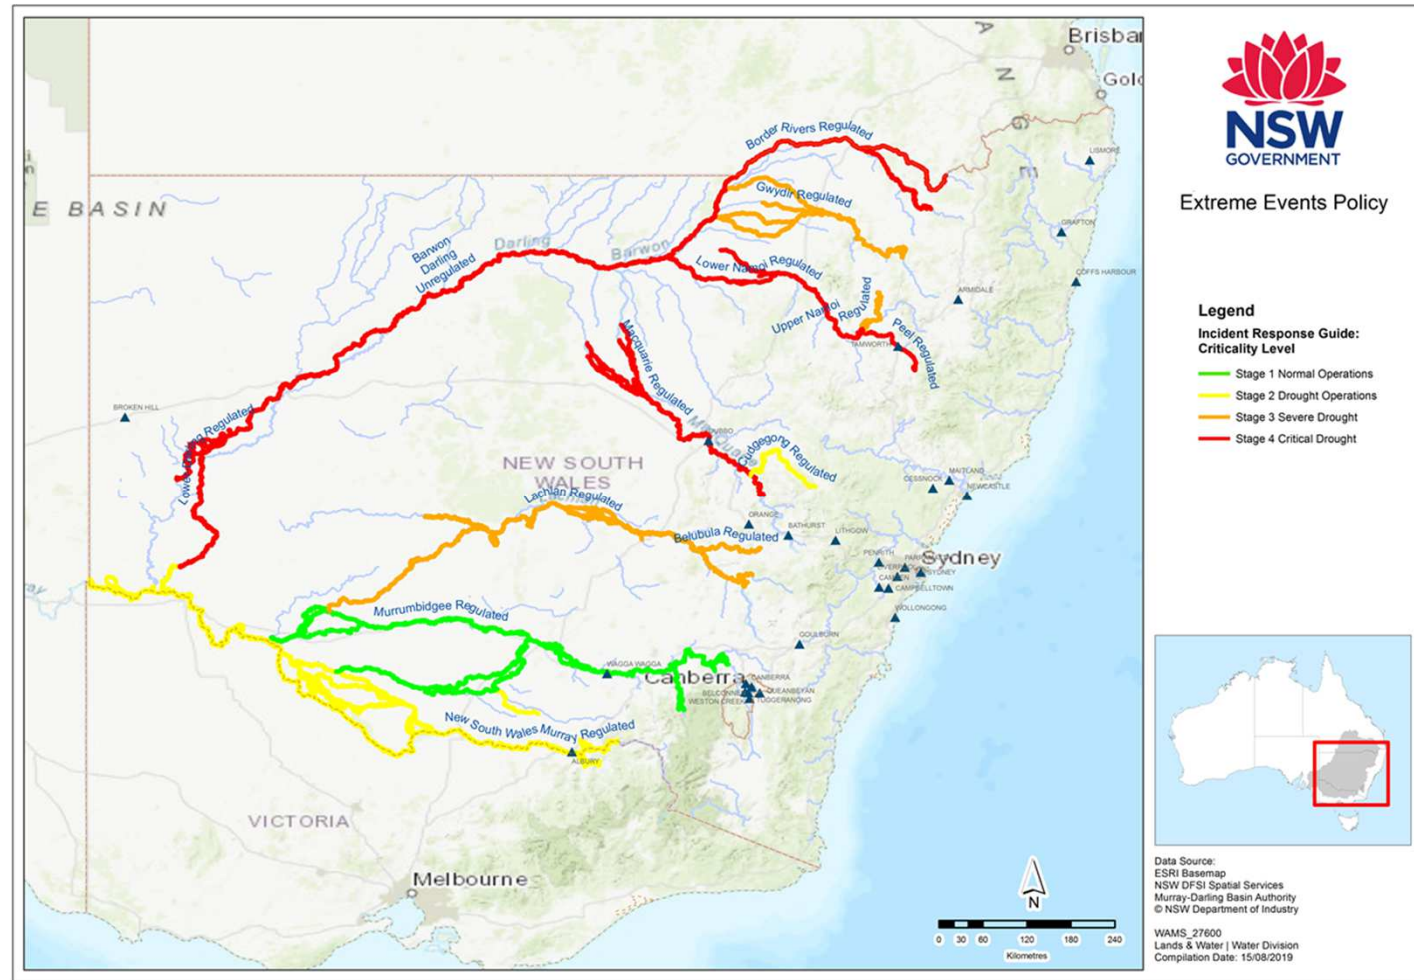 Brisba
Gol
A
N
G
E
E BASIN
Border Rivers Regulated
LISMORE
Gwydir Regulated
GRAFTON
Barwon
Darling
Unregulated
Darling
Barwon
Lower Namoi Regulated
COFFS HARBOUR
ARMIDALE
Upper Namoi
Regulated
Peel Regulated
TAMWORTH
Macquarie Regulated
BROKEN HILL
Cudgegong Regulated
NEW SOUTH
WALES
MAITLAND
CESSNOCK
NEWCASTLE
Lachlan Regulated
ORANGE
BATHURST
LITHGOW
Belubula Regulated
PENRITH
Sydney
SYDNEY
CAMPBELLTOWN
WOLLONGONG
Murrumbidgee Regulated
GOULBURN
WAGGA WAGGA
Canberra
CANBERRA
QUEANBEYAN
WESTON CREEK
TUGGERANONG
New South Wales Murray Regulated
ALBURY
VICTORIA
Melbourne
N
0 30 60 120 180 240
Kilometres
NSW
GOVERNMENT
Extreme Events Policy
Legend
Incident Response Guide:
Criticality Level
Stage 1 Normal Operations
Stage 2 Drought Operations
Stage 3 Severe Drought
Stage 4 Critical Drought
Data Source:
ESRI Basemap
NSW DFSI Spatial Services
Murray-Darling Basin Authority
© NSW Department of Industry
WAMS_27600
Lands & Water | Water Division
Compilation Date: 15/08/2019